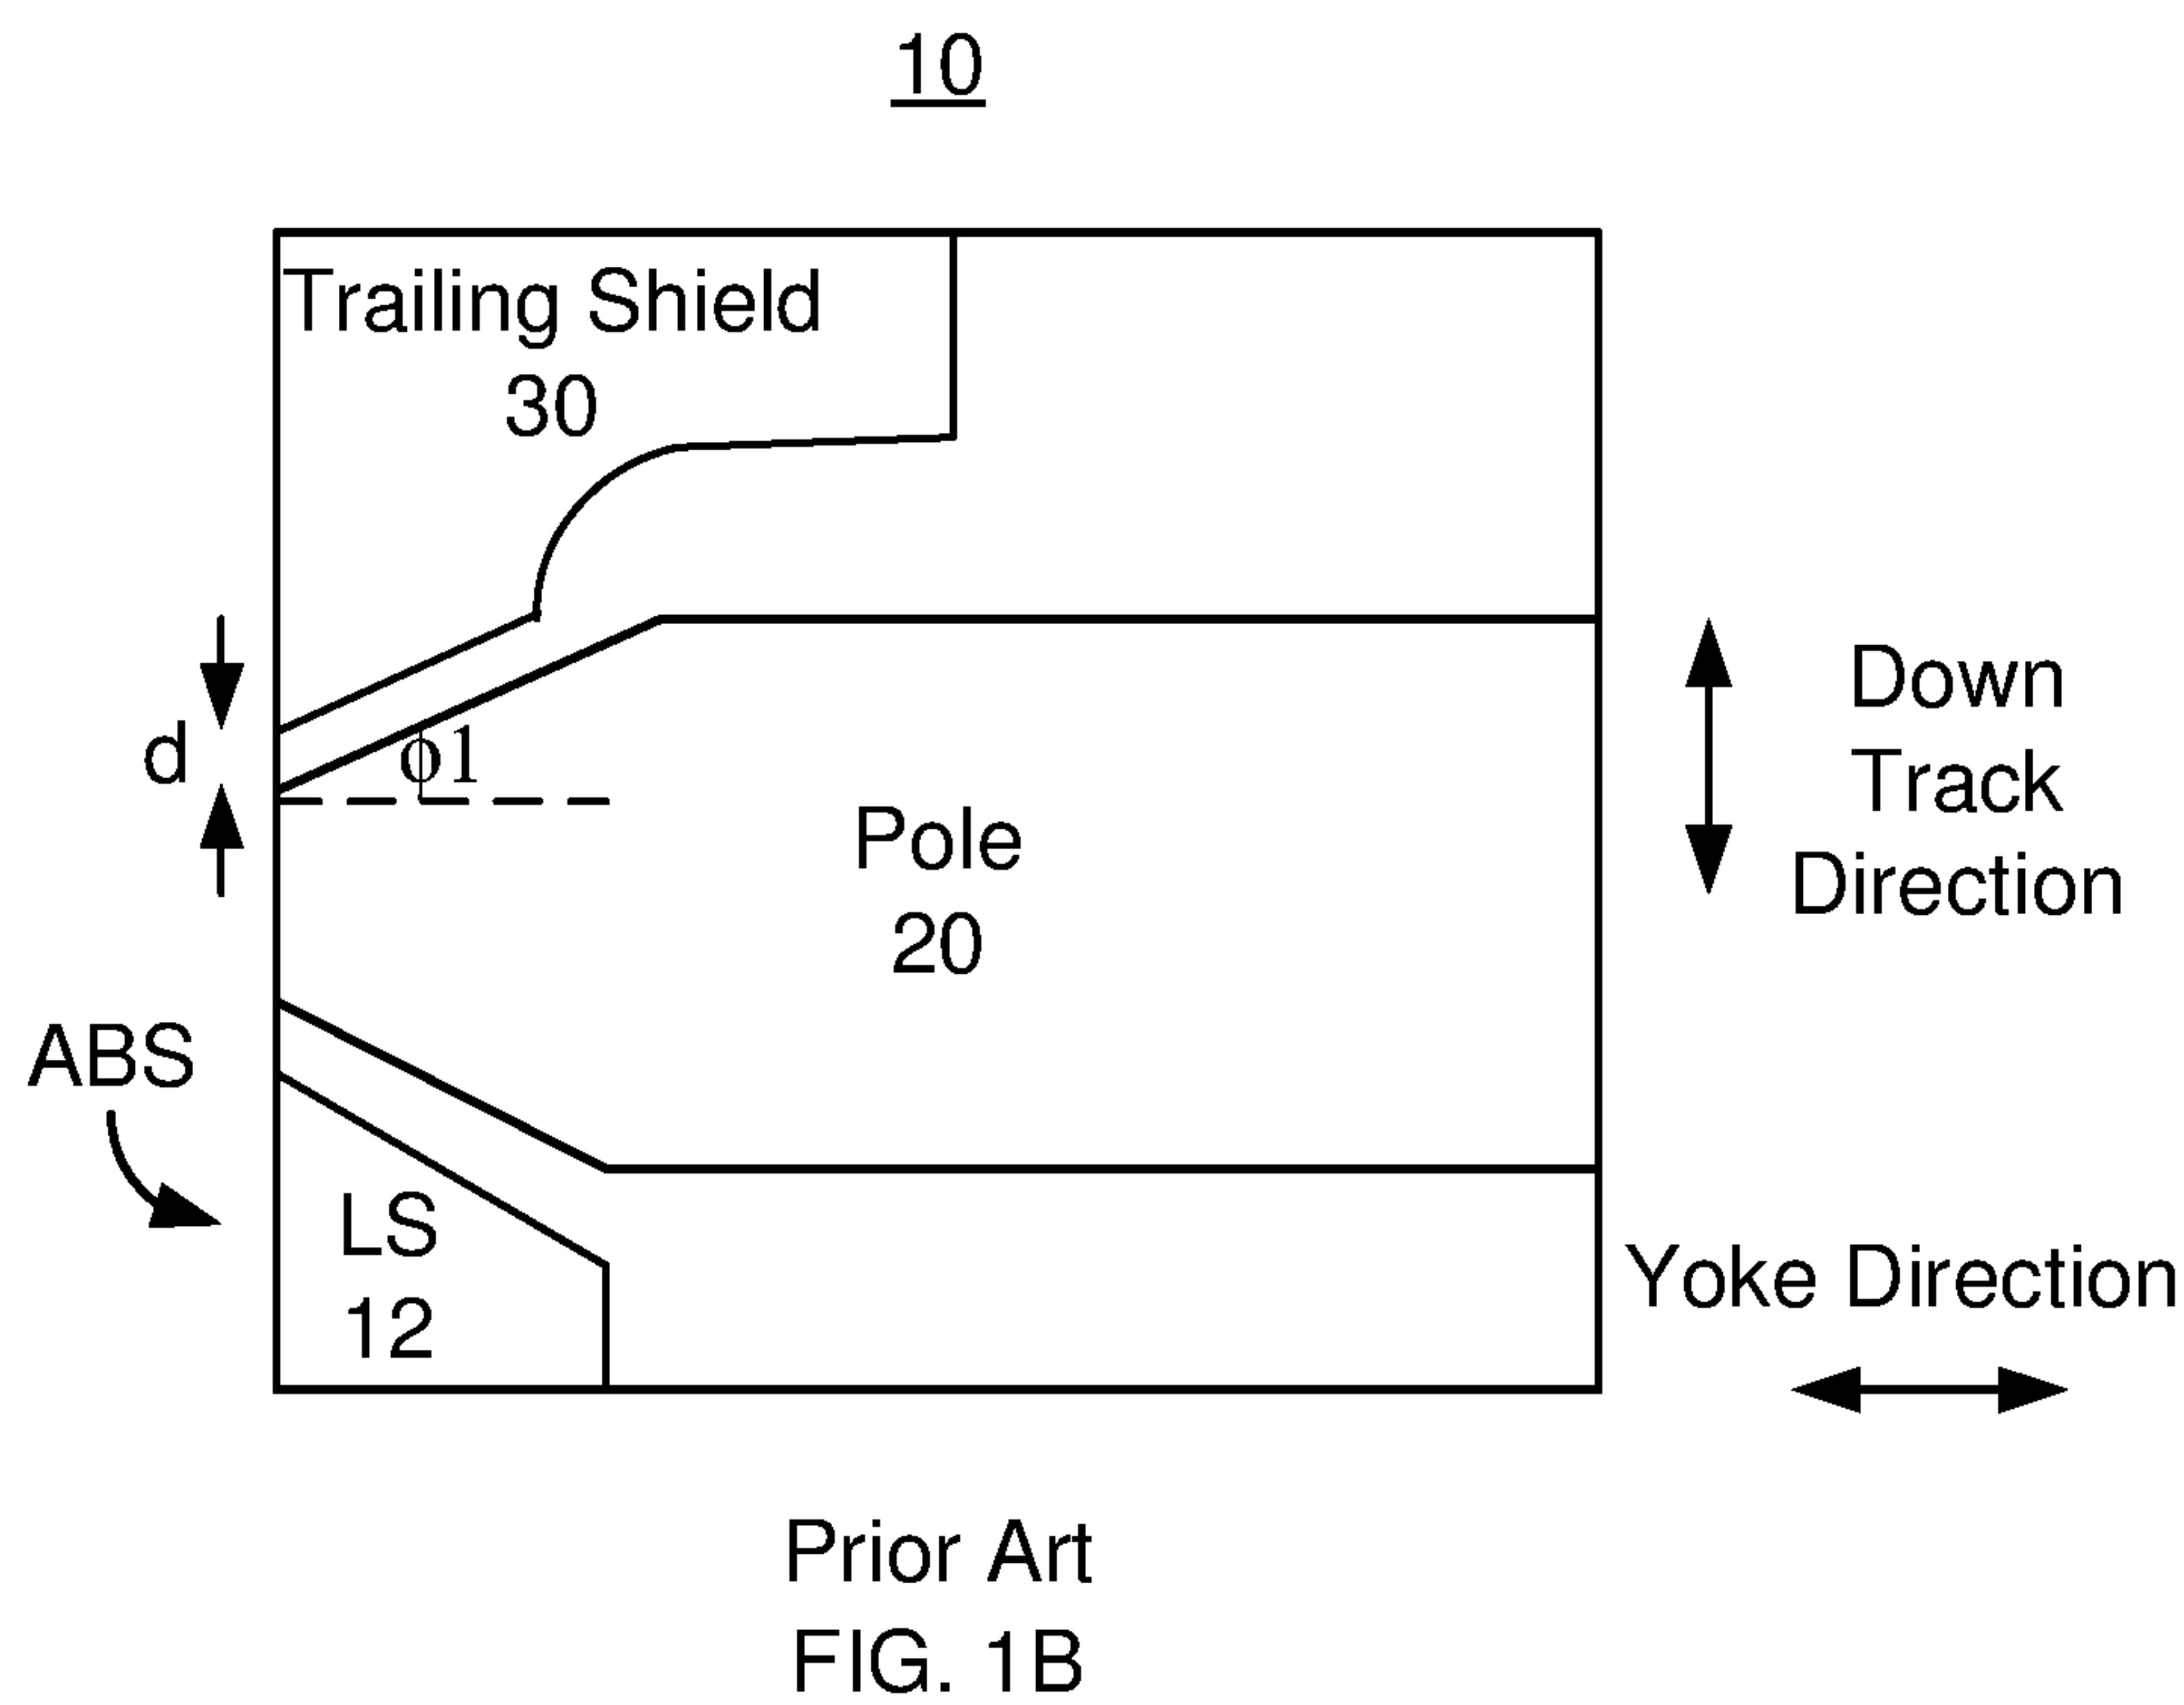 10
Trailing Shield
30
d
φ1
Down
Track
Direction
Pole
20
ABS
LS
12
Yoke Direction
Prior Art
FIG. 1B